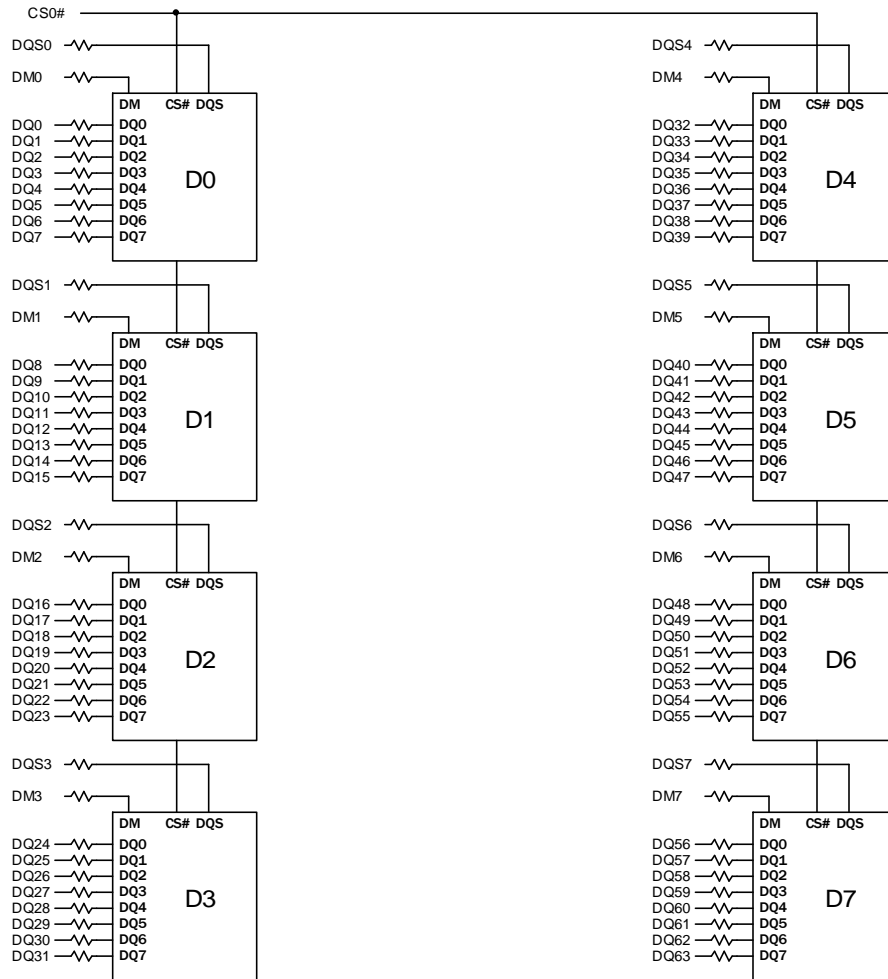 CS0#
DQS0
DM0
DM CS# DQS
DQ0 DQ0
DQ1 DQ1
DQ2 DQ2
DQ3 DQ3
DQ4 DQ4
DQ5 DQ5
DQ6 DQ6
DQ7 DQ7
D0
DQS1
DM1
DM CS# DQS
DQ8 DQ0
DQ9 DQ1
DQ10 DQ2
DQ11 DQ3
DQ12 DQ4
DQ13 DQ5
DQ14 DQ6
DQ15 DQ7
D1
DQS2
DM2
DM CS# DQS
DQ16 DQ0
DQ17 DQ1
DQ18 DQ2
DQ19 DQ3
DQ20 DQ4
DQ21 DQ5
DQ22 DQ6
DQ23 DQ7
D2
DQS3
DM3
DM CS# DQS
DQ24 DQ0
DQ25 DQ1
DQ26 DQ2
DQ27 DQ3
DQ28 DQ4
DQ29 DQ5
DQ30 DQ6
DQ31 DQ7
D3
DQS4
DM4
DM CS# DQS
DQ32 DQ0
DQ33 DQ1
DQ34 DQ2
DQ35 DQ3
DQ36 DQ4
DQ37 DQ5
DQ38 DQ6
DQ39 DQ7
D4
DQS5
DM5
DM CS# DQS
DQ40 DQ0
DQ41 DQ1
DQ42 DQ2
DQ43 DQ3
DQ44 DQ4
DQ45 DQ5
DQ46 DQ6
DQ47 DQ7
D5
DQS6
DM6
DM CS# DQS
DQ48 DQ0
DQ49 DQ1
DQ50 DQ2
DQ51 DQ3
DQ52 DQ4
DQ53 DQ5
DQ54 DQ6
DQ55 DQ7
D6
DQS7
DM7
DM CS# DQS
DQ56 DQ0
DQ57 DQ1
DQ58 DQ2
DQ59 DQ3
DQ60 DQ4
DQ61 DQ5
DQ62 DQ6
DQ63 DQ7
D7